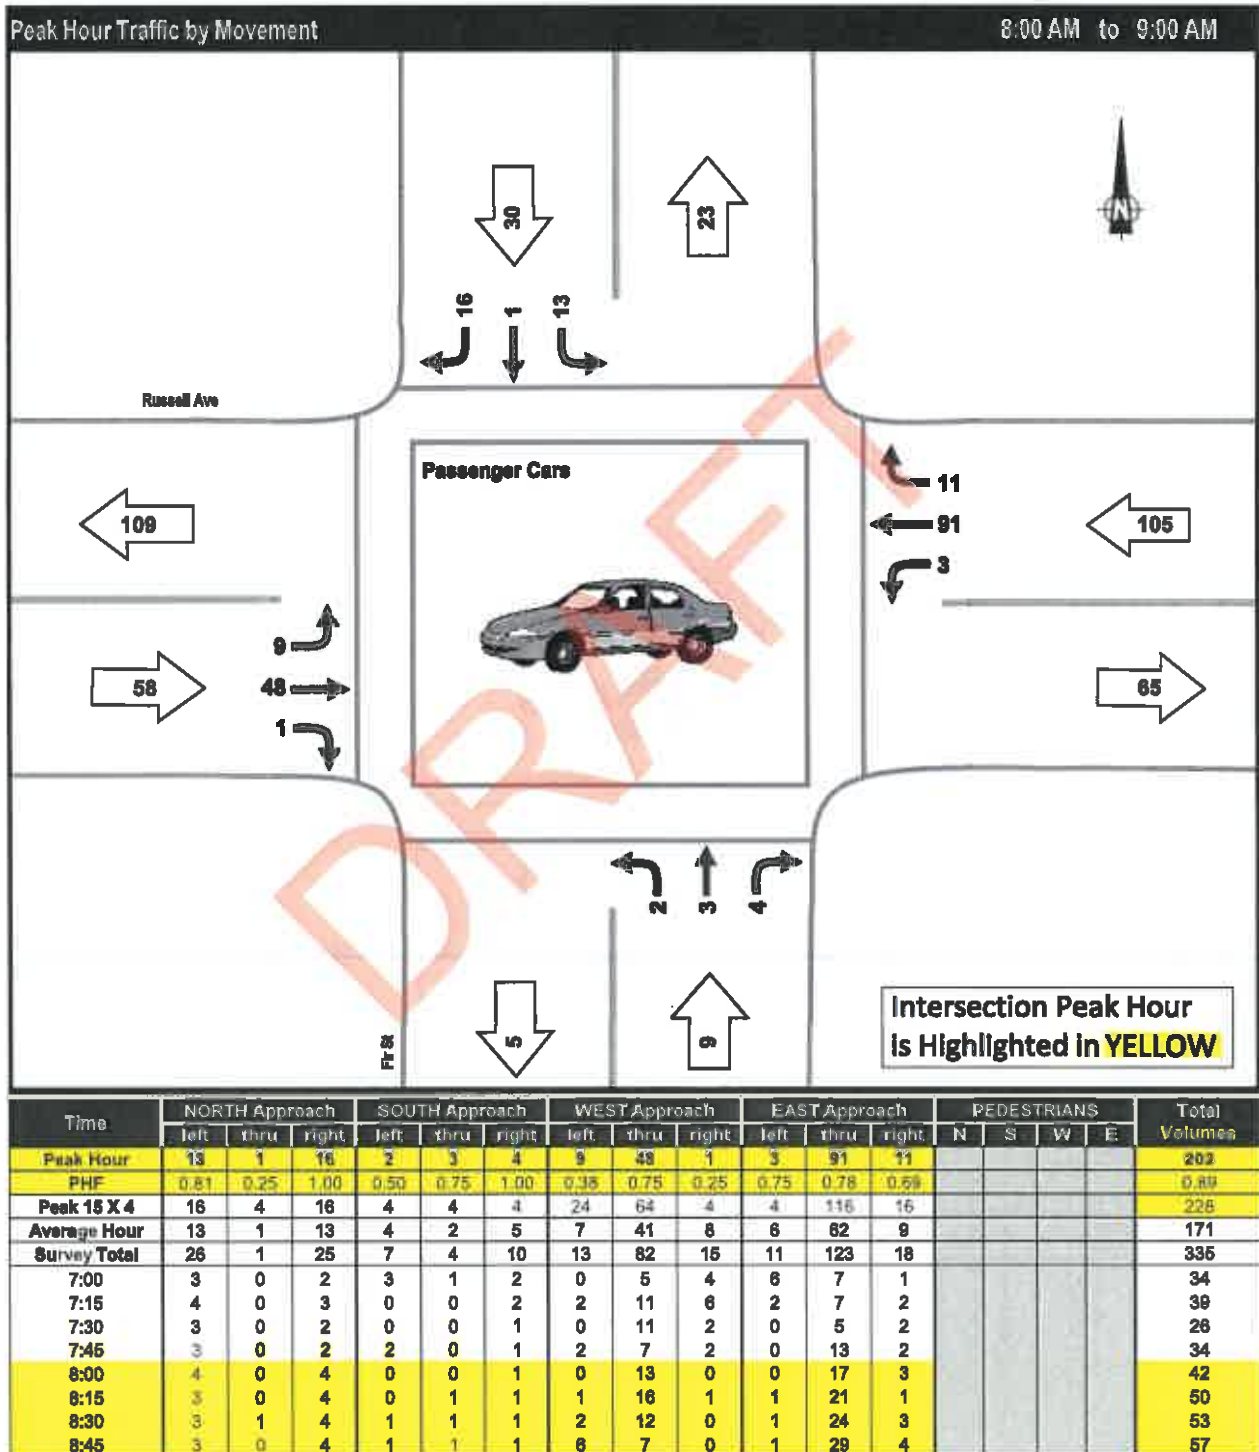 Peak Hour Traffic by Movement 8:00 AM to 9:00 AM
30
23
16 1 13
N
Russell Ave
Passenger Cars
11
109
91
105
3
9
58
48
65
1
2 3 4
DRAFT
Intersection Peak Hour
is Highlighted in YELLOW
Fir St
5
9
Time NORTH Approach SOUTH Approach WEST Approach EAST Approach PEDESTRIANS Total
left thru right left thru right left thru right left thru right N S W E Volumes
Peak Hour 13 1 16 2 3 4 9 48 1 3 91 11 202
PHF 0.81 0.25 1.00 0.50 0.75 1.00 0.38 0.75 0.25 0.75 0.78 0.69 0.89
Peak 15 X 4 16 4 16 4 4 4 24 64 4 4 116 16 228
Average Hour 13 1 13 4 2 5 7 41 8 6 62 9 171
Survey Total 26 1 25 7 4 10 13 82 15 11 123 18 335
7:00 3 0 2 3 1 2 0 5 4 6 7 1 34
7:15 4 0 3 0 0 2 2 11 6 2 7 2 39
7:30 3 0 2 0 0 1 0 11 2 0 5 2 26
7:45 3 0 2 2 0 1 2 7 2 0 13 2 34
8:00 4 0 4 0 0 1 0 13 0 0 17 3 42
8:15 3 0 4 0 1 1 1 16 1 1 21 1 50
8:30 3 1 4 1 1 1 2 12 0 1 24 3 53
8:45 3 0 4 1 1 1 6 7 0 1 29 4 57